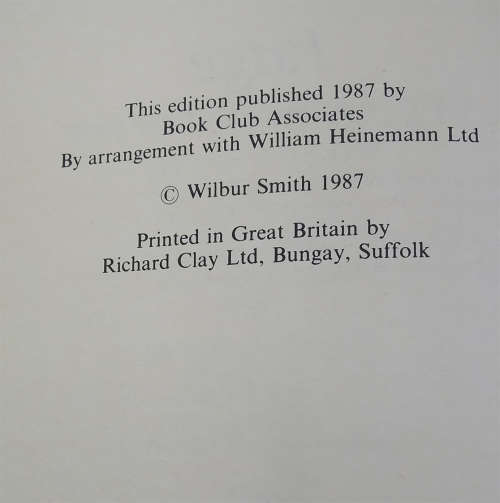 This edition published 1987 by
Book Club Associates
By arrangement with William Heinemann Ltd
© Wilbur Smith 1987
Printed in Great Britain by
Richard Clay Ltd, Bungay, Suffolk